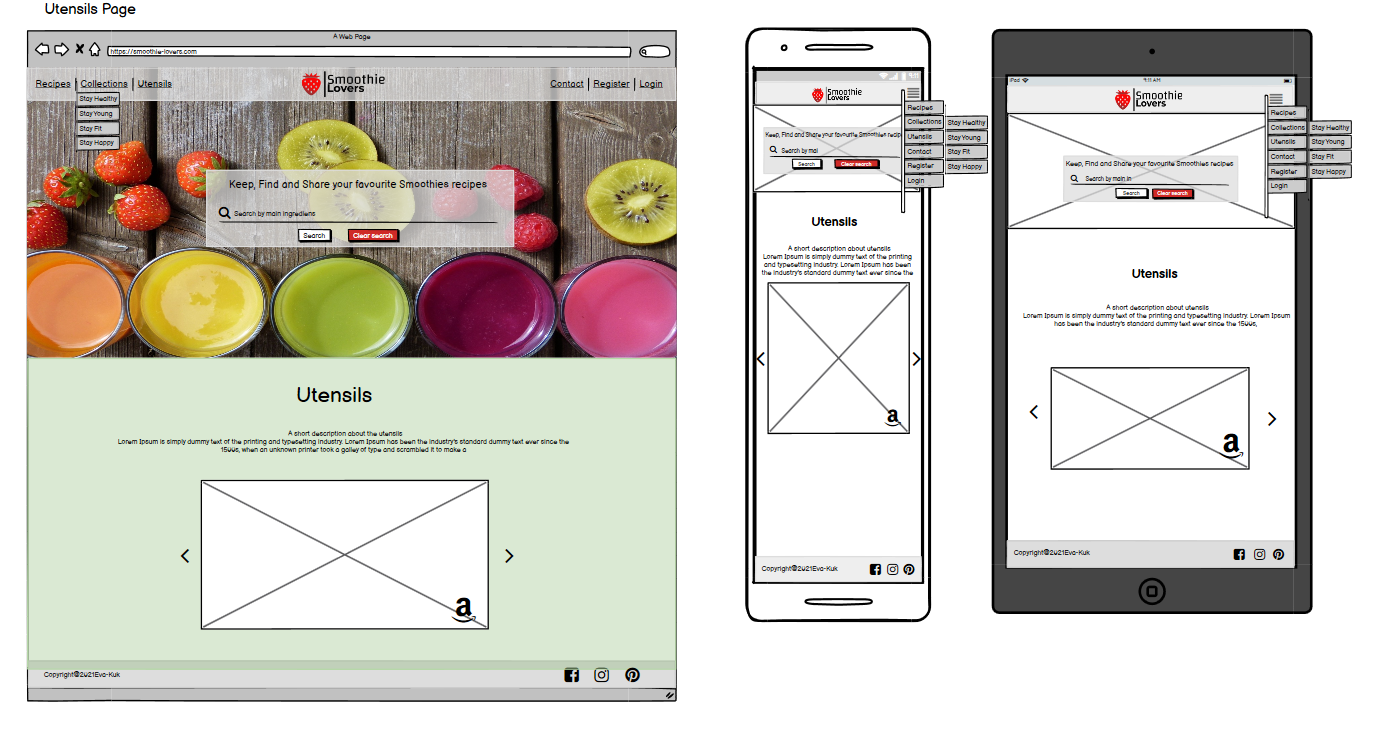 Utensils Page
A Web Page
https://smoothie-lovers.com
Recipes Collections Utensils
Smoothie
Lovers
Contact Register Login
Stay Healthy
Stay Young
Stay Fit
Stay Happy
Keep, Find and Share your favourite Smoothies recipes
Search by main ingrediens
Search Clear search
Utensils
A short description about the utensils
Lorem Ipsum is simply dummy text of the printing and typesetting industry. Lorem Ipsum has been the industry's standard dummy text ever since the
1500s, when an unknown printer took a galley of type and scrambled it to make a
a
Copyright©2021Eva-Kuk
9:11
Smoothie
Lovers
Recipes
Collections Stay Healthy
Utensils Stay Young
Contact Stay Fit
Register Stay Happy
Login
Keep, Find and Share your favourite Smoothies recip
Search by mai
Search Clear search
Utensils
A short description about utensils
Lorem Ipsum is simply dummy text of the printing
and typesetting industry. Lorem Ipsum has been
the industry's standard dummy text ever since the
a
Copyright©2021Eva-Kuk
iPod 9:11 AM
Smoothie
Lovers
Recipes
Collections Stay Healthy
Utensils Stay Young
Contact Stay Fit
Register Stay Happy
Login
Keep, Find and Share your favourite Smoothies recipes
Search by main in
Search Clear search
Utensils
A short description about utensils
Lorem Ipsum is simply dummy text of the printing and typesetting industry. Lorem Ipsum
has been the industry's standard dummy text ever since the 1500s,
a
Copyright©2021Eva-Kuk